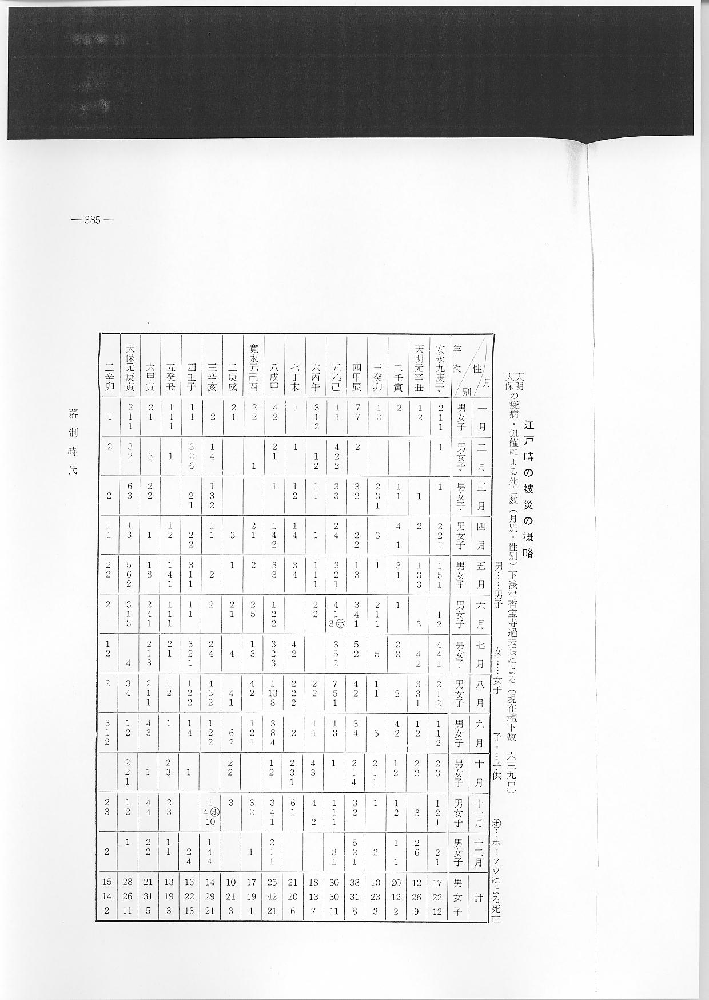 江戸時の被災の概略
天明
天保の疫病・飢饉による死亡数（月別・性別）下浅津香宝寺過去帳による（現在檀下数　六三九戸）
男……男子　女……女子　子……子供　㋭…ホーソウによる死亡
月 一月 二月 三月 四月 五月 六月 七月 八月 九月 十月 十一月 十二月 計
性
年次 別 男女子 男女子 男女子 男女子 男女子 男女子 男女子 男女子 男女子 男女子 男女子 男女子 男 女 子
安永九庚子 2 1 1 1 1 2 2 1 1 5 1 1 2 4 4 1 2 1 2 1 1 2 2 3 1 2 1 2 1 17 22 12
天明元辛丑 1 2 1 2 1 3 3 3 4 2 3 3 1 1 2 2 2 3 2 6 12 26 9
二壬寅 2 1 1 4 1 3 1 1 2 2 2 4 2 1 2 1 2 1 1 20 12 2
三癸卯 1 2 2 3 1 3 1 2 1 1 5 1 1 5 2 1 1 1 2 10 23 3
四甲辰 7 7 2 3 2 2 2 1 3 3 4 1 5 2 4 2 3 4 2 1 4 3 2 5 2 1 38 31 8
五乙己 1 1 4 2 2 3 3 2 4 3 2 1 4 1 3㋭ 3 5 2 7 5 1 1 3 1 1 1 1 3 1 30 30 11
六丙午 3 1 2 1 2 1 1 1 1 1 1 2 2 2 2 1 1 4 3 4 2 18 13 7
七丁末 1 1 1 2 1 4 3 4 4 2 2 2 2 2 2 3 1 6 1 21 20 6
八戍甲 4 2 2 1 1 1 4 2 3 3 1 2 2 3 2 3 1 13 8 3 8 4 1 2 3 4 1 2 1 1 25 42 21
寛永元己酉 2 2 1 2 1 2 2 5 1 3 4 2 1 2 1 3 2 1 17 19 1
二庚戌 2 1 3 1 2 1 4 4 1 6 2 2 2 3 10 21 3
三辛亥 2 1 1 4 1 3 2 1 1 2 2 2 4 4 3 2 1 2 2 1 4㋭ 10 1 4 4 14 29 21
四壬子 1 1 3 2 6 2 1 2 2 3 1 1 1 1 3 2 1 1 2 2 1 4 1 2 4 16 22 13
五癸丑 1 1 1 1 1 2 1 4 1 1 1 1 2 1 1 2 1 2 3 2 3 1 1 13 19 3
六甲寅 2 1 3 2 2 1 1 8 2 4 1 2 1 3 2 1 1 4 3 1 4 4 2 2 21 31 5
天保元庚寅 2 1 1 3 2 6 3 1 3 5 6 2 3 1 3 4 3 4 1 2 2 2 1 1 2 1 28 26 11
二辛卯 1 2 2 1 1 2 2 2 1 2 2 3 1 2 2 3 2 15 14 2
藩制時代
— 385 —